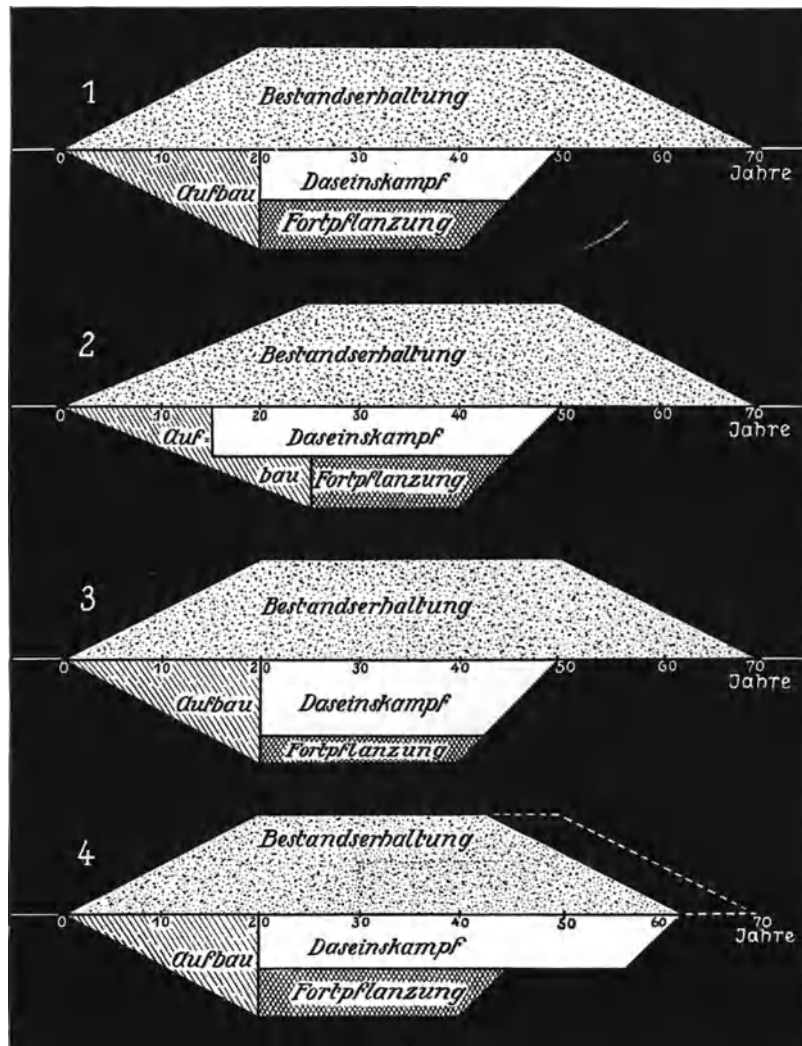 1
Bestandserhaltung
0 10 20 30 40 50 60 70
Jahre
Aufbau
Daseinskampf
Fortpflanzung
2
Bestandserhaltung
0 10 20 30 40 50 60 70
Jahre
Auf-
Daseinskampf
bau
Fortpflanzung
3
Bestandserhaltung
0 10 20 30 40 50 60 70
Jahre
Aufbau
Daseinskampf
Fortpflanzung
4
Bestandserhaltung
0 10 20 30 40 50 60 70
Jahre
Aufbau
Daseinskampf
Fortpflanzung